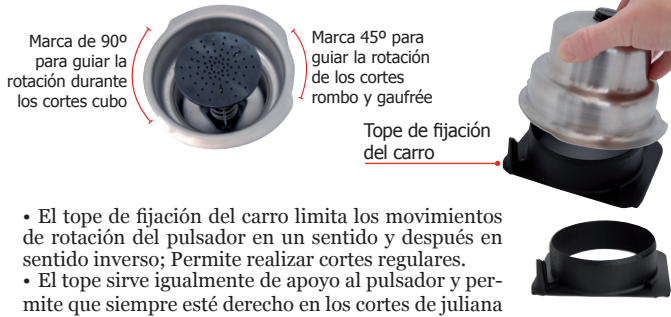 Marca de 90º
para guiar la
rotación durante
los cortes cubo
Marca 45º para
guiar la rotación
de los cortes
rombo y gaufrée
Tope de fijación
del carro
• El tope de fijación del carro limita los movimientos
de rotación del pulsador en un sentido y después en
sentido inverso; Permite realizar cortes regulares.
• El tope sirve igualmente de apoyo al pulsador y per-
mite que siempre esté derecho en los cortes de juliana